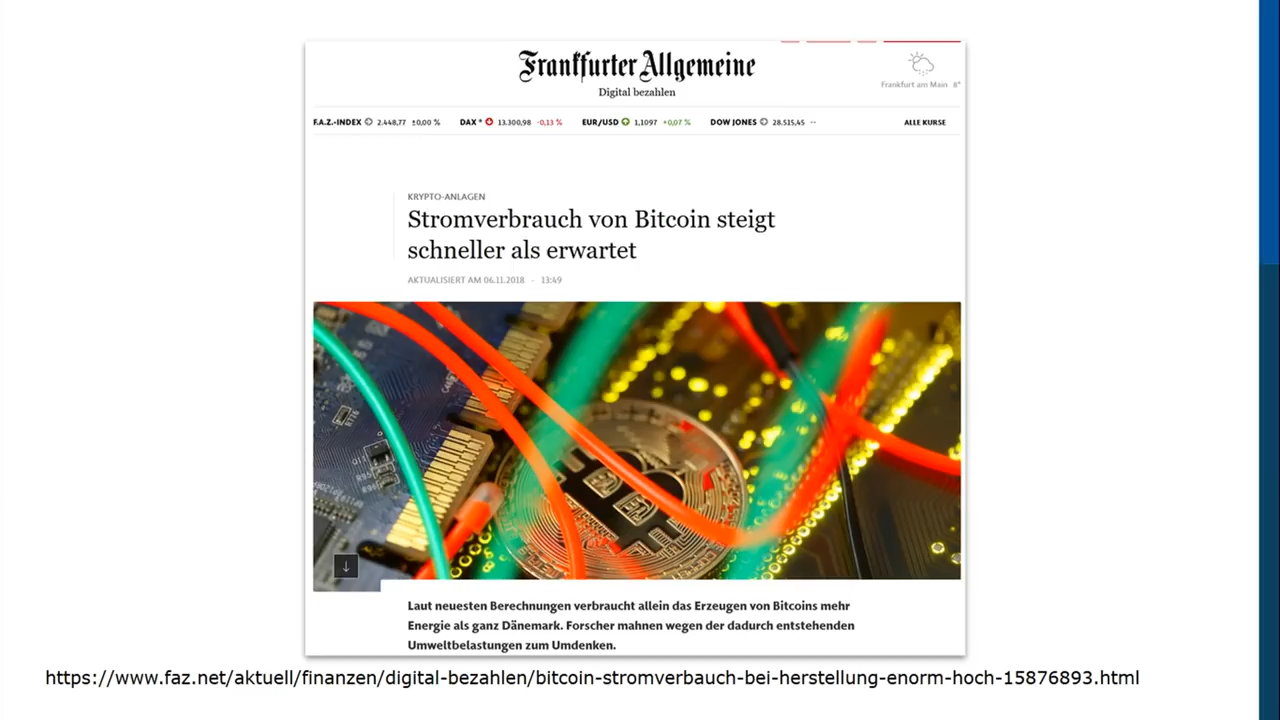 Frankfurter Allgemeine
Digital bezahlen
Frankfurt am Main 8°
F.A.Z.-INDEX 2.448,77 ±0,00 % DAX * 13.300,98 -0,13 % EUR/USD 1,1097 +0,07 % DOW JONES 28.515,45 -- ALLE KURSE
KRYPTO-ANLAGEN
Stromverbrauch von Bitcoin steigt
schneller als erwartet
AKTUALISIERT AM 06.11.2018 - 13:49
Laut neuesten Berechnungen verbraucht allein das Erzeugen von Bitcoins mehr
Energie als ganz Dänemark. Forscher mahnen wegen der dadurch entstehenden
Umweltbelastungen zum Umdenken.
https://www.faz.net/aktuell/finanzen/digital-bezahlen/bitcoin-stromverbauch-bei-herstellung-enorm-hoch-15876893.html